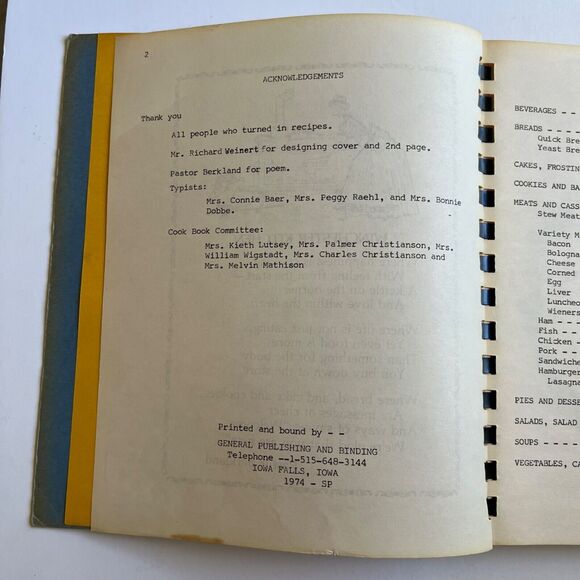 2
ACKNOWLEDGEMENTS
Thank you
All people who turned in recipes.
Mr. Richard Weinert for designing cover and 2nd page.
Pastor Berkland for poem.
Typists:
Mrs. Connie Baer, Mrs. Peggy Raehl, and Mrs. Bonnie
Dobbe.
Cook Book Committee:
Mrs. Kieth Lutsey, Mrs. Palmer Christianson, Mrs.
William Wigstadt, Mrs. Charles Christianson and
Mrs. Melvin Mathison
Printed and bound by - -
GENERAL PUBLISHING AND BINDING
Telephone --1-515-648-3144
IOWA FALLS, IOWA
1974 - SP
BEVERAGES - -
BREADS - - -
Quick Bre
Yeast Bre
CAKES, FROSTIN
COOKIES AND BA
MEATS AND CASS
Stew Meat
Variety M
Bacon
Bologna
Cheese
Corned
Egg
Liver
Luncheo
Wieners
Ham - - -
Fish - -
Chicken -
Pork - -
Sandwiche
Hamburger
Lasagna
PIES AND DESSE
SALADS, SALAD
SOUPS - - -
VEGETABLES, CA